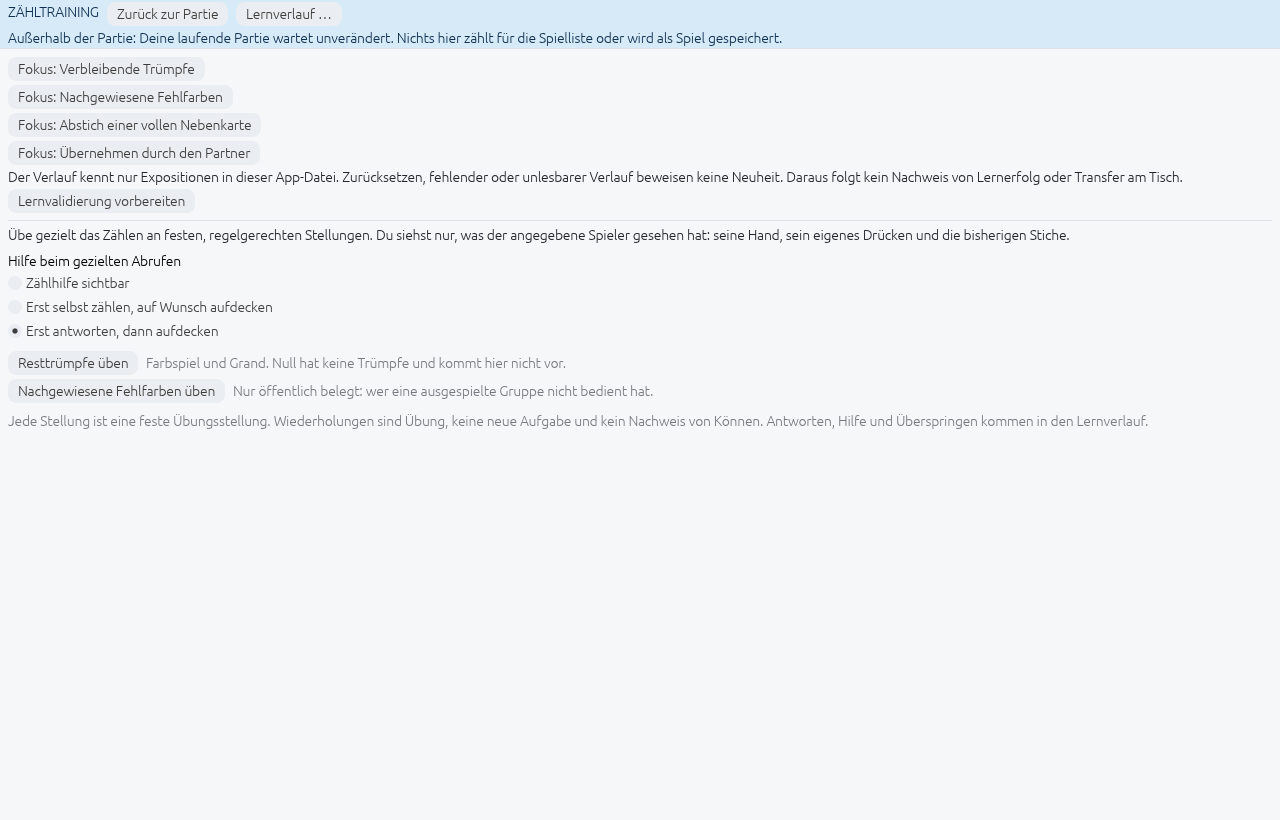 ZÄHLTRAINING Zurück zur Partie Lernverlauf …
Außerhalb der Partie: Deine laufende Partie wartet unverändert. Nichts hier zählt für die Spielliste oder wird als Spiel gespeichert.
Fokus: Verbleibende Trümpfe
Fokus: Nachgewiesene Fehlfarben
Fokus: Abstich einer vollen Nebenkarte
Fokus: Übernehmen durch den Partner
Der Verlauf kennt nur Expositionen in dieser App-Datei. Zurücksetzen, fehlender oder unlesbarer Verlauf beweisen keine Neuheit. Daraus folgt kein Nachweis von Lernerfolg oder Transfer am Tisch.
Lernvalidierung vorbereiten
Übe gezielt das Zählen an festen, regelgerechten Stellungen. Du siehst nur, was der angegebene Spieler gesehen hat: seine Hand, sein eigenes Drücken und die bisherigen Stiche.
Hilfe beim gezielten Abrufen
Zählhilfe sichtbar
Erst selbst zählen, auf Wunsch aufdecken
Erst antworten, dann aufdecken
Resttrümpfe üben Farbspiel und Grand. Null hat keine Trümpfe und kommt hier nicht vor.
Nachgewiesene Fehlfarben üben Nur öffentlich belegt: wer eine ausgespielte Gruppe nicht bedient hat.
Jede Stellung ist eine feste Übungsstellung. Wiederholungen sind Übung, keine neue Aufgabe und kein Nachweis von Können. Antworten, Hilfe und Überspringen kommen in den Lernverlauf.